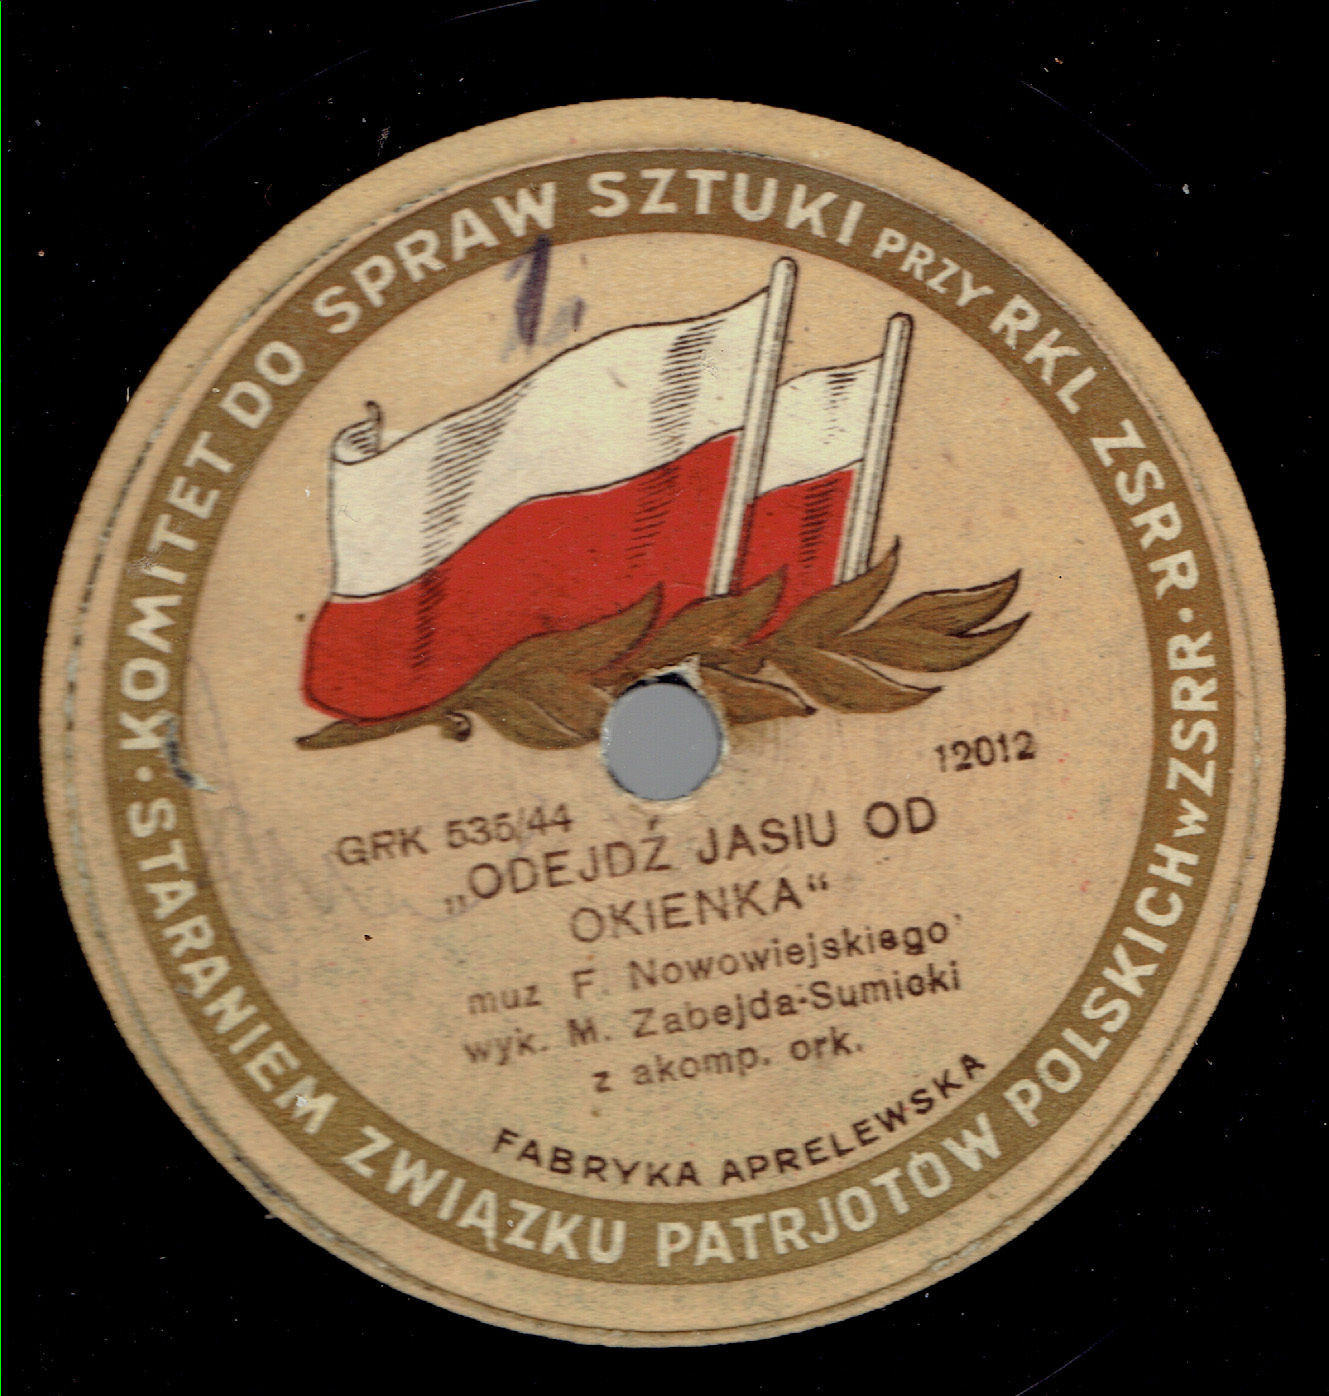 KOMITET DO SPRAW SZTUKI PRZY RKL ZSRR ·
STARANIEM ZWIĄZKU PATRJOTÓW POLSKICH w ZSRR ·
1.
12012
GRK 535/44
„ODEJDŹ JASIU OD
OKIENKA“
muz F. Nowowiejskiego
wyk. M. Zabejda-Sumicki
z akomp. ork.
FABRYKA APRELEWSKA